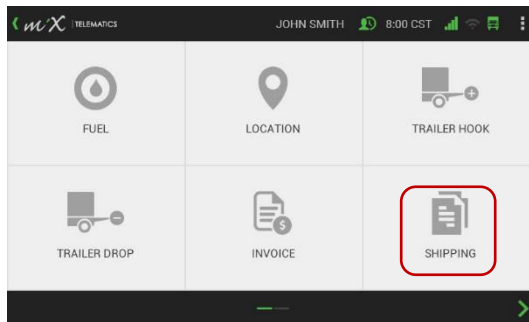 miX TELEMATICS JOHN SMITH 8:00 CST
FUEL LOCATION TRAILER HOOK
TRAILER DROP INVOICE SHIPPING